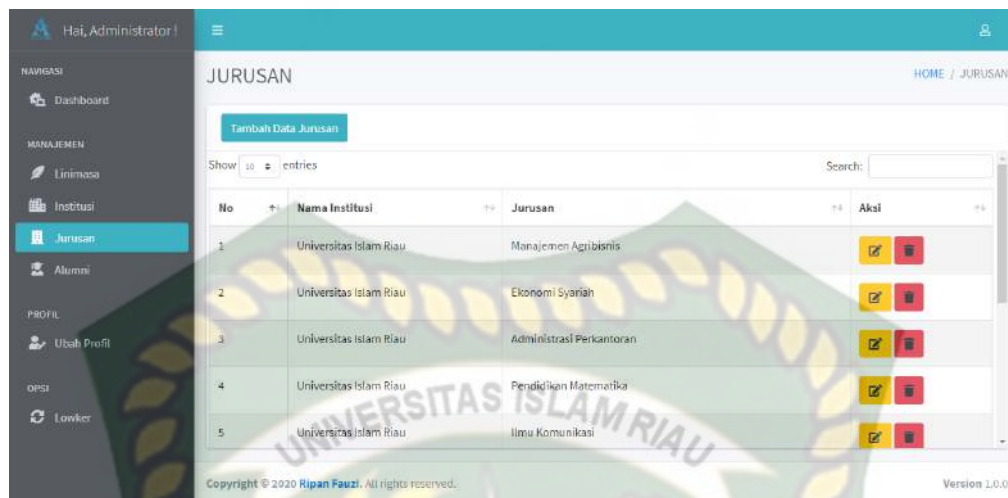 Hai, Administrator !
NAVIGASI
Dashboard
MANAJEMEN
Linimasa
Institusi
Jurusan
Alumni
PROFIL
Ubah Profil
OPSI
Lowker
JURUSAN
HOME / JURUSAN
Tambah Data Jurusan
Show 10 entries
Search:
No Nama Institusi Jurusan Aksi
1 Universitas Islam Riau Manajemen Agribisnis
2 Universitas Islam Riau Ekonomi Syariah
3 Universitas Islam Riau Administrasi Perkantoran
4 Universitas Islam Riau Pendidikan Matematika
5 Universitas Islam Riau Ilmu Komunikasi
UNIVERSITAS ISLAM RIAU
Copyright © 2020 Ripan Fauzi. All rights reserved.
Version 1.0.0